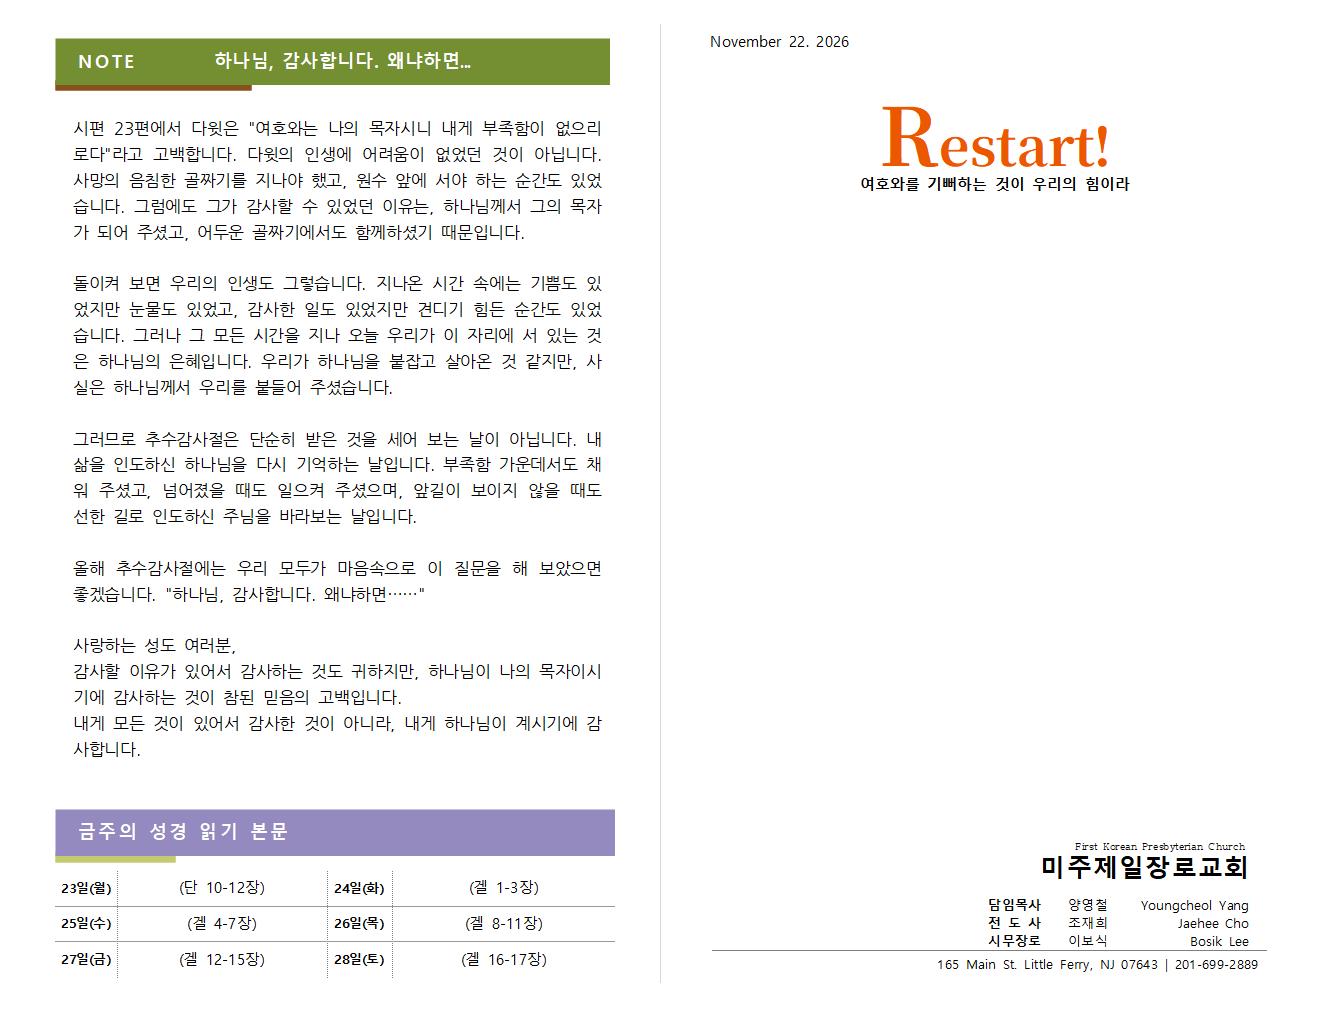 NOTE 하나님, 감사합니다. 왜냐하면...
시편 23편에서 다윗은 "여호와는 나의 목자시니 내게 부족함이 없으리
로다"라고 고백합니다. 다윗의 인생에 어려움이 없었던 것이 아닙니다.
사망의 음침한 골짜기를 지나야 했고, 원수 앞에 서야 하는 순간도 있었
습니다. 그럼에도 그가 감사할 수 있었던 이유는, 하나님께서 그의 목자
가 되어 주셨고, 어두운 골짜기에서도 함께하셨기 때문입니다.
돌이켜 보면 우리의 인생도 그렇습니다. 지나온 시간 속에는 기쁨도 있
었지만 눈물도 있었고, 감사한 일도 있었지만 견디기 힘든 순간도 있었
습니다. 그러나 그 모든 시간을 지나 오늘 우리가 이 자리에 서 있는 것
은 하나님의 은혜입니다. 우리가 하나님을 붙잡고 살아온 것 같지만, 사
실은 하나님께서 우리를 붙들어 주셨습니다.
그러므로 추수감사절은 단순히 받은 것을 세어 보는 날이 아닙니다. 내
삶을 인도하신 하나님을 다시 기억하는 날입니다. 부족함 가운데서도 채
워 주셨고, 넘어졌을 때도 일으켜 주셨으며, 앞길이 보이지 않을 때도
선한 길로 인도하신 주님을 바라보는 날입니다.
올해 추수감사절에는 우리 모두가 마음속으로 이 질문을 해 보았으면
좋겠습니다. "하나님, 감사합니다. 왜냐하면⋯⋯"
사랑하는 성도 여러분,
감사할 이유가 있어서 감사하는 것도 귀하지만, 하나님이 나의 목자이시
기에 감사하는 것이 참된 믿음의 고백입니다.
내게 모든 것이 있어서 감사한 것이 아니라, 내게 하나님이 계시기에 감
사합니다.
금주의 성경 읽기 본문
23일(월) (단 10-12장) 24일(화) (겔 1-3장)
25일(수) (겔 4-7장) 26일(목) (겔 8-11장)
27일(금) (겔 12-15장) 28일(토) (겔 16-17장)
November 22. 2026
Restart!
여호와를 기뻐하는 것이 우리의 힘이라
First Korean Presbyterian Church
미주제일장로교회
담임목사 양영철 Youngcheol Yang
전 도 사 조재희 Jaehee Cho
시무장로 이보식 Bosik Lee
165 Main St. Little Ferry, NJ 07643 | 201-699-2889